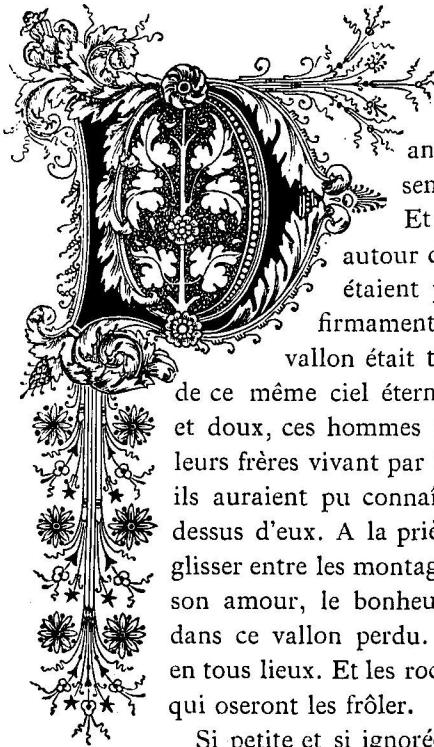 Dan
sen
Et
autour
étaient
firmament
vallon était t
de ce même ciel étern
et doux, ces hommes
leurs frères vivant par
ils auraient pu connaî
dessus d'eux. A la priè
glisser entre les montag
son amour, le bonheu
dans ce vallon perdu.
en tous lieux. Et les roc
qui oseront les frôler.
Si petite et si ignoré